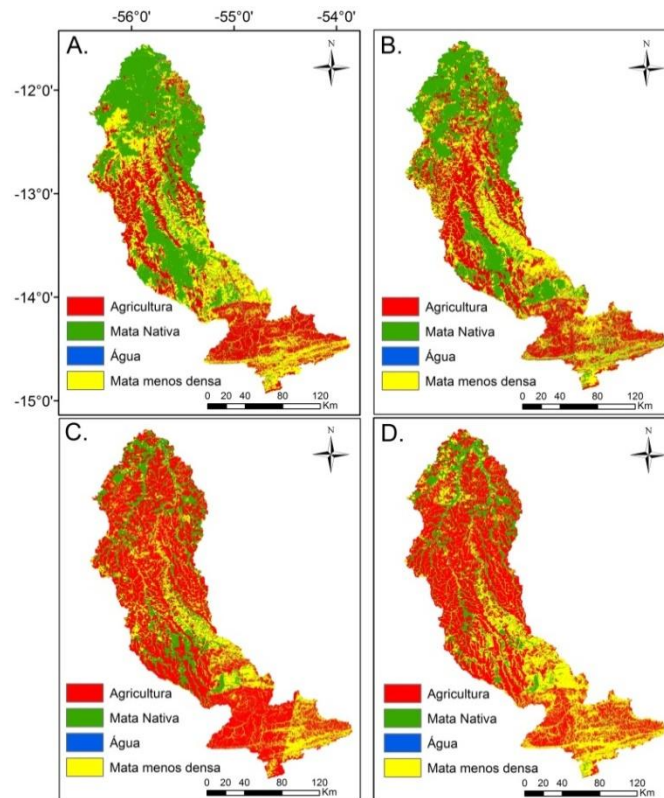 -56°0' -55°0' -54°0'
A.
N
-12°0'
-13°0'
-14°0'
-15°0'
Agricultura
Mata Nativa
Água
Mata menos densa
0 20 40 80 120
Km
B.
N
Agricultura
Mata Nativa
Água
Mata menos densa
0 20 40 80 120
Km
C.
N
Agricultura
Mata Nativa
Água
Mata menos densa
0 20 40 80 120
Km
D.
N
Agricultura
Mata Nativa
Água
Mata menos densa
0 20 40 80 120
Km